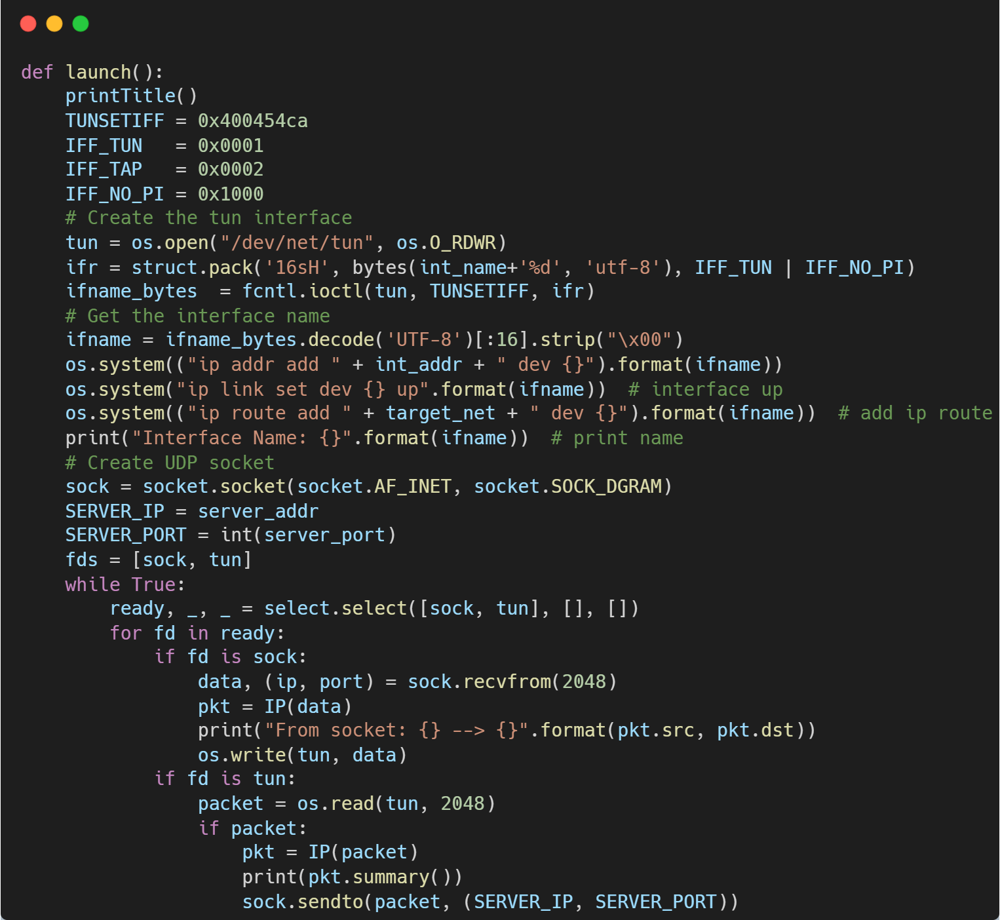 def launch():
    printTitle()
    TUNSETIFF = 0x400454ca
    IFF_TUN   = 0x0001
    IFF_TAP   = 0x0002
    IFF_NO_PI = 0x1000
    # Create the tun interface
    tun = os.open("/dev/net/tun", os.O_RDWR)
    ifr = struct.pack('16sH', bytes(int_name+'%d', 'utf-8'), IFF_TUN | IFF_NO_PI)
    ifname_bytes  = fcntl.ioctl(tun, TUNSETIFF, ifr)
    # Get the interface name
    ifname = ifname_bytes.decode('UTF-8')[:16].strip("\x00")
    os.system(("ip addr add " + int_addr + " dev {}").format(ifname))
    os.system("ip link set dev {} up".format(ifname))  # interface up
    os.system(("ip route add " + target_net + " dev {}").format(ifname))  # add ip route
    print("Interface Name: {}".format(ifname))  # print name
    # Create UDP socket
    sock = socket.socket(socket.AF_INET, socket.SOCK_DGRAM)
    SERVER_IP = server_addr
    SERVER_PORT = int(server_port)
    fds = [sock, tun]
    while True:
        ready, _, _ = select.select([sock, tun], [], [])
        for fd in ready:
            if fd is sock:
                data, (ip, port) = sock.recvfrom(2048)
                pkt = IP(data)
                print("From socket: {} --> {}".format(pkt.src, pkt.dst))
                os.write(tun, data)
            if fd is tun:
                packet = os.read(tun, 2048)
                if packet:
                    pkt = IP(packet)
                    print(pkt.summary())
                    sock.sendto(packet, (SERVER_IP, SERVER_PORT))